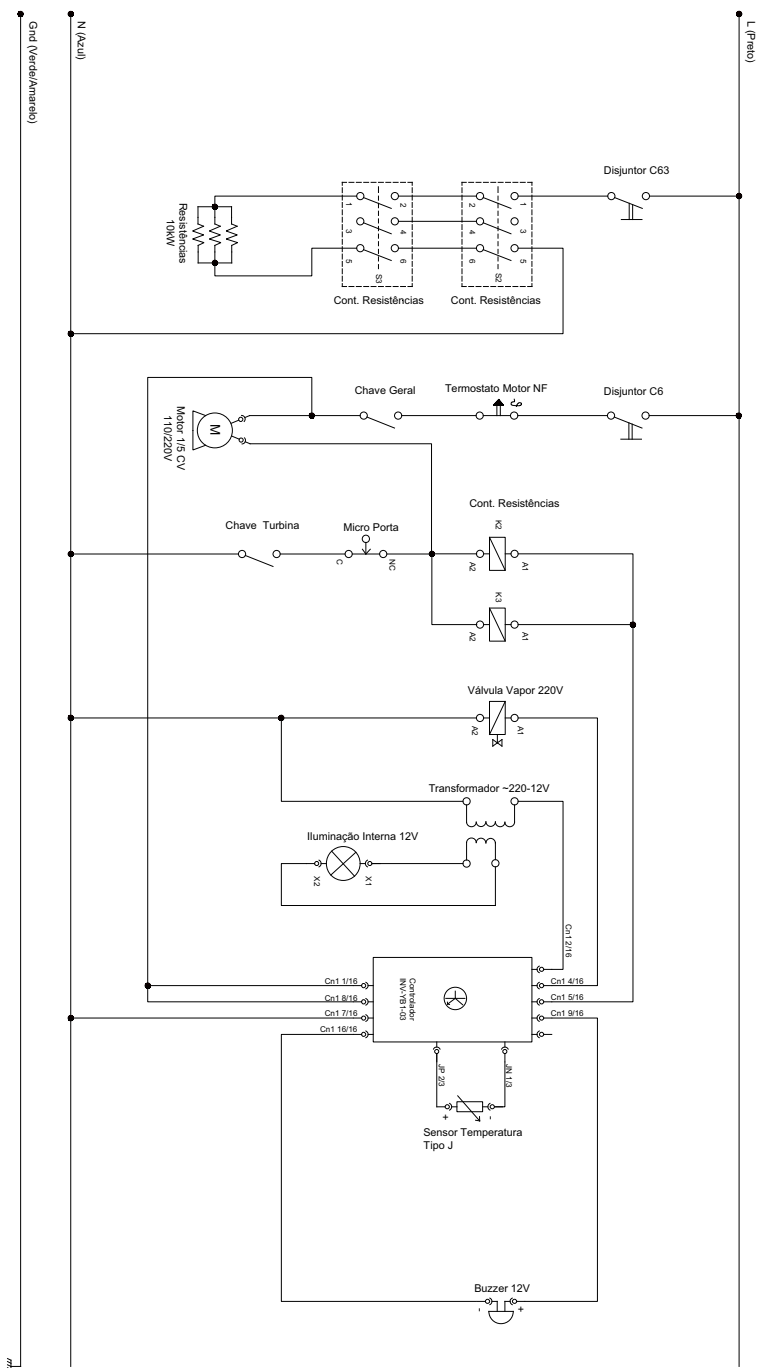 L (Preto)
N (Azul)
Gnd (Verde/Amarelo)
Disjuntor C63
1
2
3
4
5
6
S2
Cont. Resistências
2
1
4
3
6
5
S3
Cont. Resistências
Resistências
10kW
Disjuntor C6
Termostato Motor NF
Chave Geral
M
Motor 1/5 CV
110/220V
Cont. Resistências
K2
A2
A1
K3
A2
A1
Micro Porta
C
NC
Chave Turbina
Válvula Vapor 220V
A2
A1
Transformador ~220-12V
Iluminação Interna 12V
X2
X1
Cn1 2/16
Cn1 4/16
Cn1 5/16
Cn1 9/16
Cn1 1/16
Cn1 8/16
Cn1 7/16
Cn1 16/16
Controlador
INV-YB1-03
JP 2/3
JN 1/3
+
-
Sensor Temperatura
Tipo J
Buzzer 12V
-
+